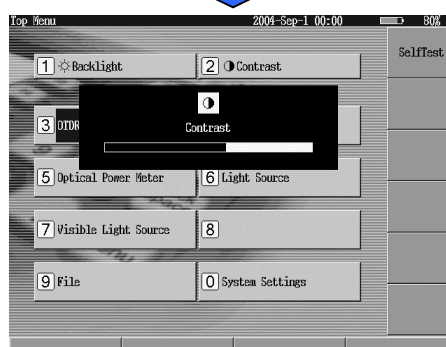 Top Menu 2004-Sep-1 00:00 80%
SelfTest
1 Backlight 2 Contrast
3 OTDR
Contrast
5 Optical Power Meter 6 Light Source
7 Visible Light Source 8
9 File 0 System Settings